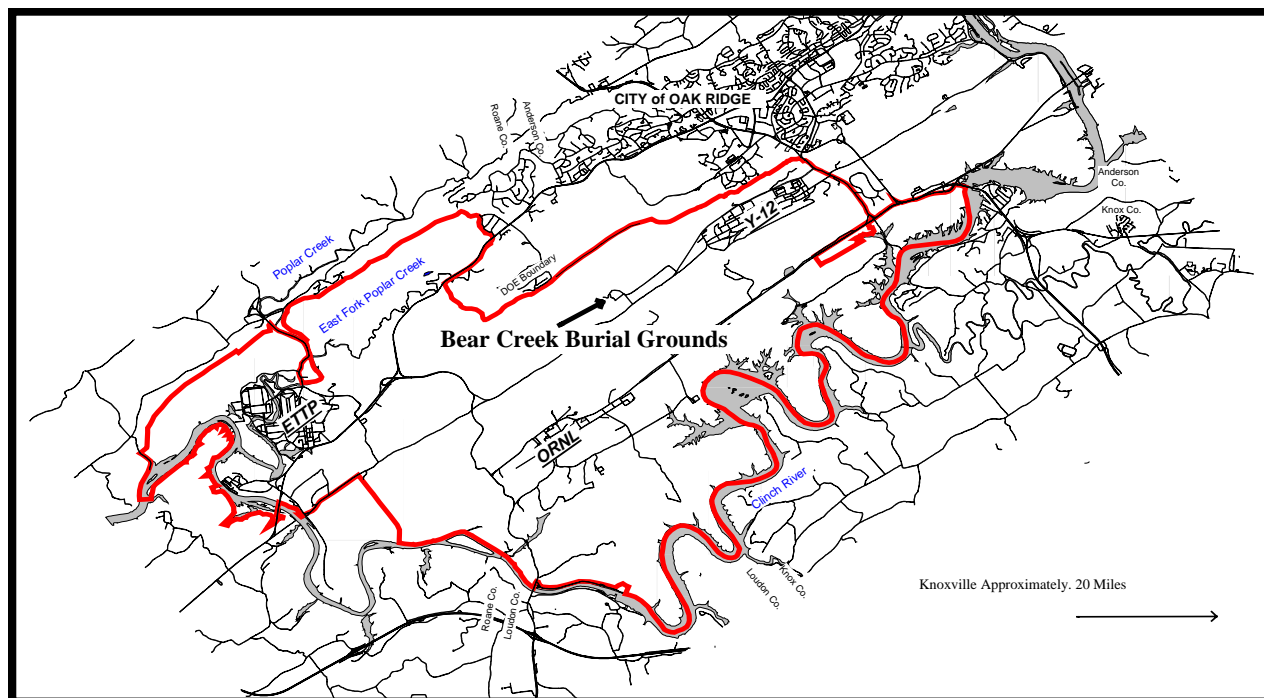 CITY of OAK RIDGE
Roane Co.
Anderson Co.
Anderson
Co.
Knox Co.
Y-12
Poplar Creek
East Fork Poplar Creek
DOE Boundary
Bear Creek Burial Grounds
ETTP
ORNL
Clinch River
Knox Co.
Loudon Co.
Knoxville Approximately. 20 Miles
Roane Co.
Loudon Co.